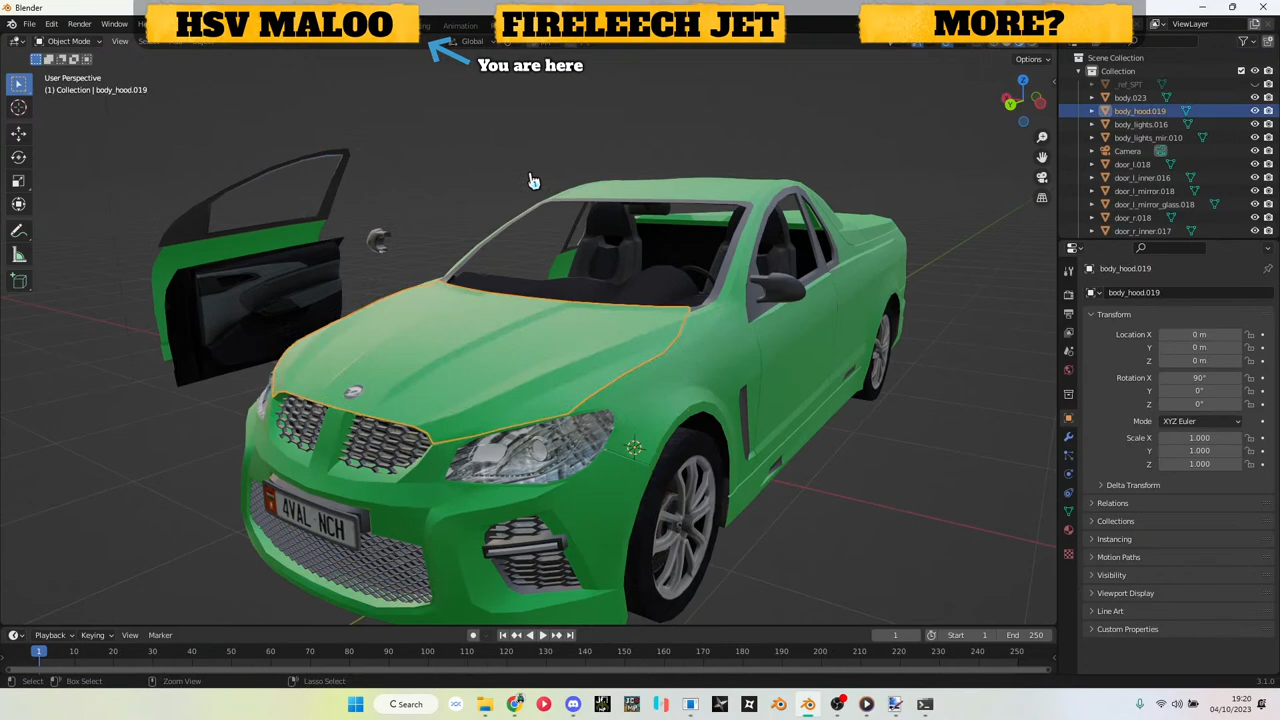 HSV MALOO
FIRELEECH JET
MORE?
You are here
Blender
File
Edit
Render
Window
Animation
ViewLayer
Object Mode
View
Global
Options
User Perspective
(1) Collection | body_hood.019
Scene Collection
Collection
_ref_SPT
body.023
body_hood.019
body_lights.016
body_lights_mir.010
Camera
door_l.018
door_l_inner.016
door_l_mirror.018
door_l_mirror_glass.018
door_r.018
door_r_inner.017
body_hood.019
body_hood.019
Transform
Location X 0 m
Y 0 m
Z 0 m
Rotation X 90°
Y 0°
Z 0°
Mode XYZ Euler
Scale X 1.000
Y 1.000
Z 1.000
Delta Transform
Relations
Collections
Instancing
Motion Paths
Visibility
Viewport Display
Line Art
Custom Properties
4VAL·NCH
Playback Keying View Marker
1 Start 1 End 250
1 10 20 30 40 50 60 70 80 90 100 110 120 130 140 150 160 170 180 190 200 210 220 230 240 250
Select Box Select Zoom View Lasso Select 3.1.0
Search
19:20
04/10/2023